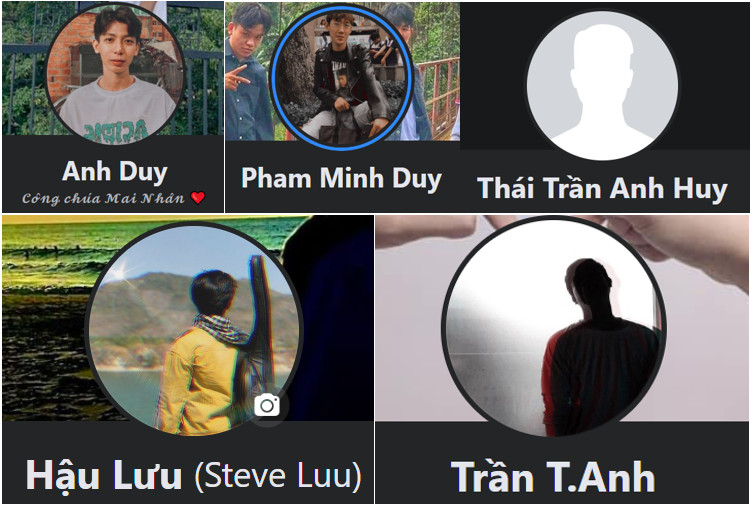 Anh Duy
Công chúa Mai Nhân ❤️
Pham Minh Duy
Thái Trần Anh Huy
Hậu Lưu (Steve Luu)
Trần T.Anh